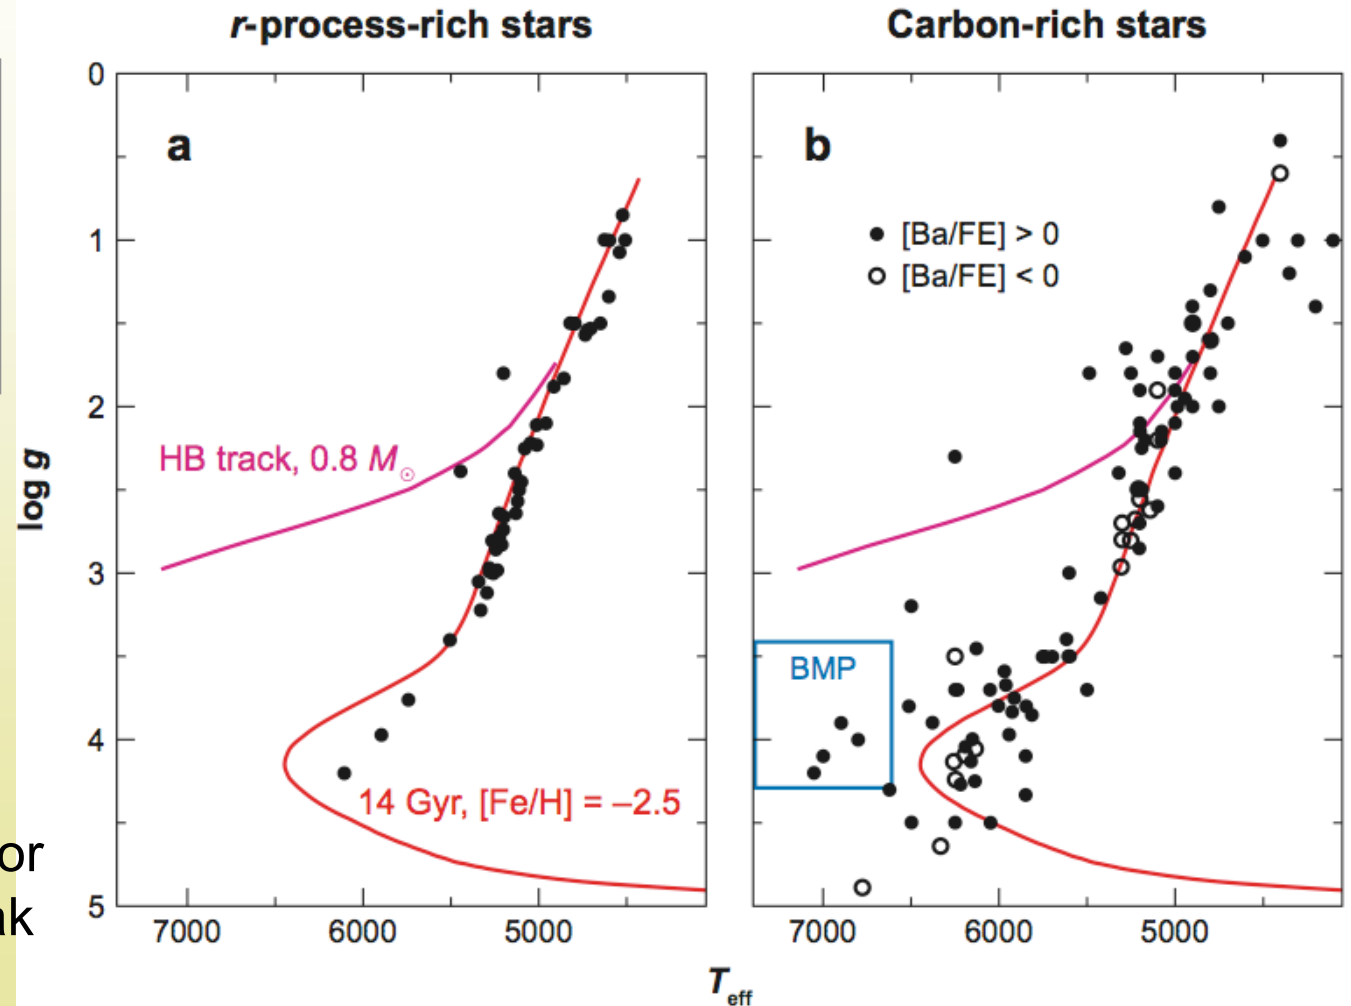 r-process-rich stars
Carbon-rich stars
a
b
0
1
2
3
4
5
log g
HB track, 0.8 M☉
14 Gyr, [Fe/H] = –2.5
[Ba/FE] > 0
[Ba/FE] < 0
BMP
7000 6000 5000
7000 6000 5000
Teff
or
ak